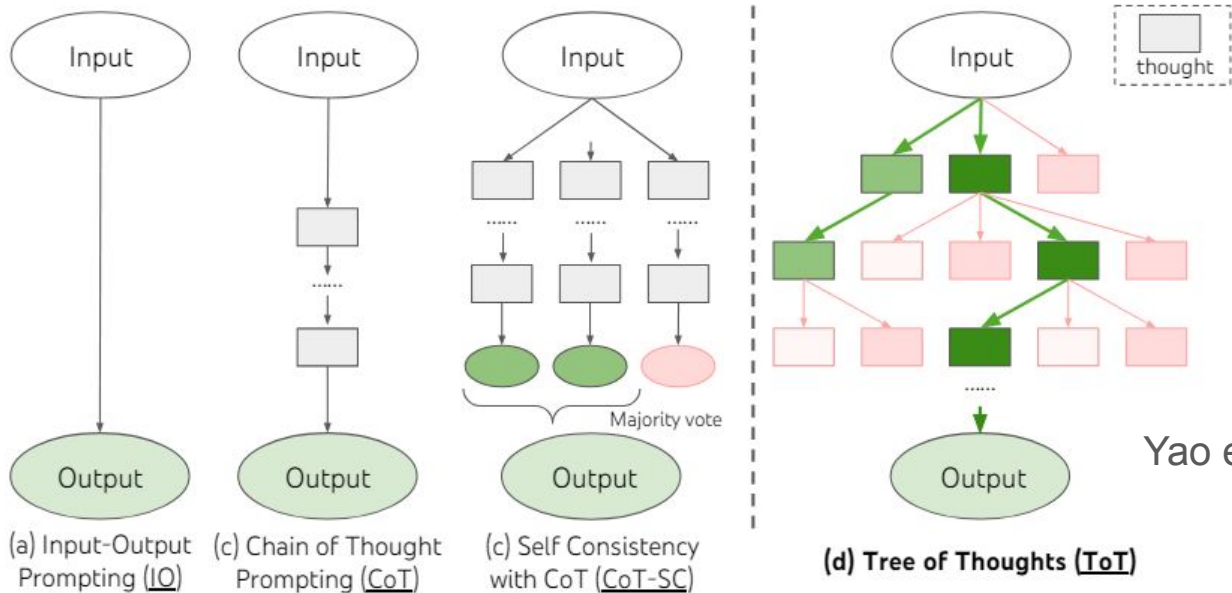 Input
Input
Input
Input
thought
......
......
......
......
......
Majority vote
Output
Output
Output
Output
Yao e
(a) Input-Output
Prompting (IO)
(c) Chain of Thought
Prompting (CoT)
(c) Self Consistency
with CoT (CoT-SC)
(d) Tree of Thoughts (ToT)